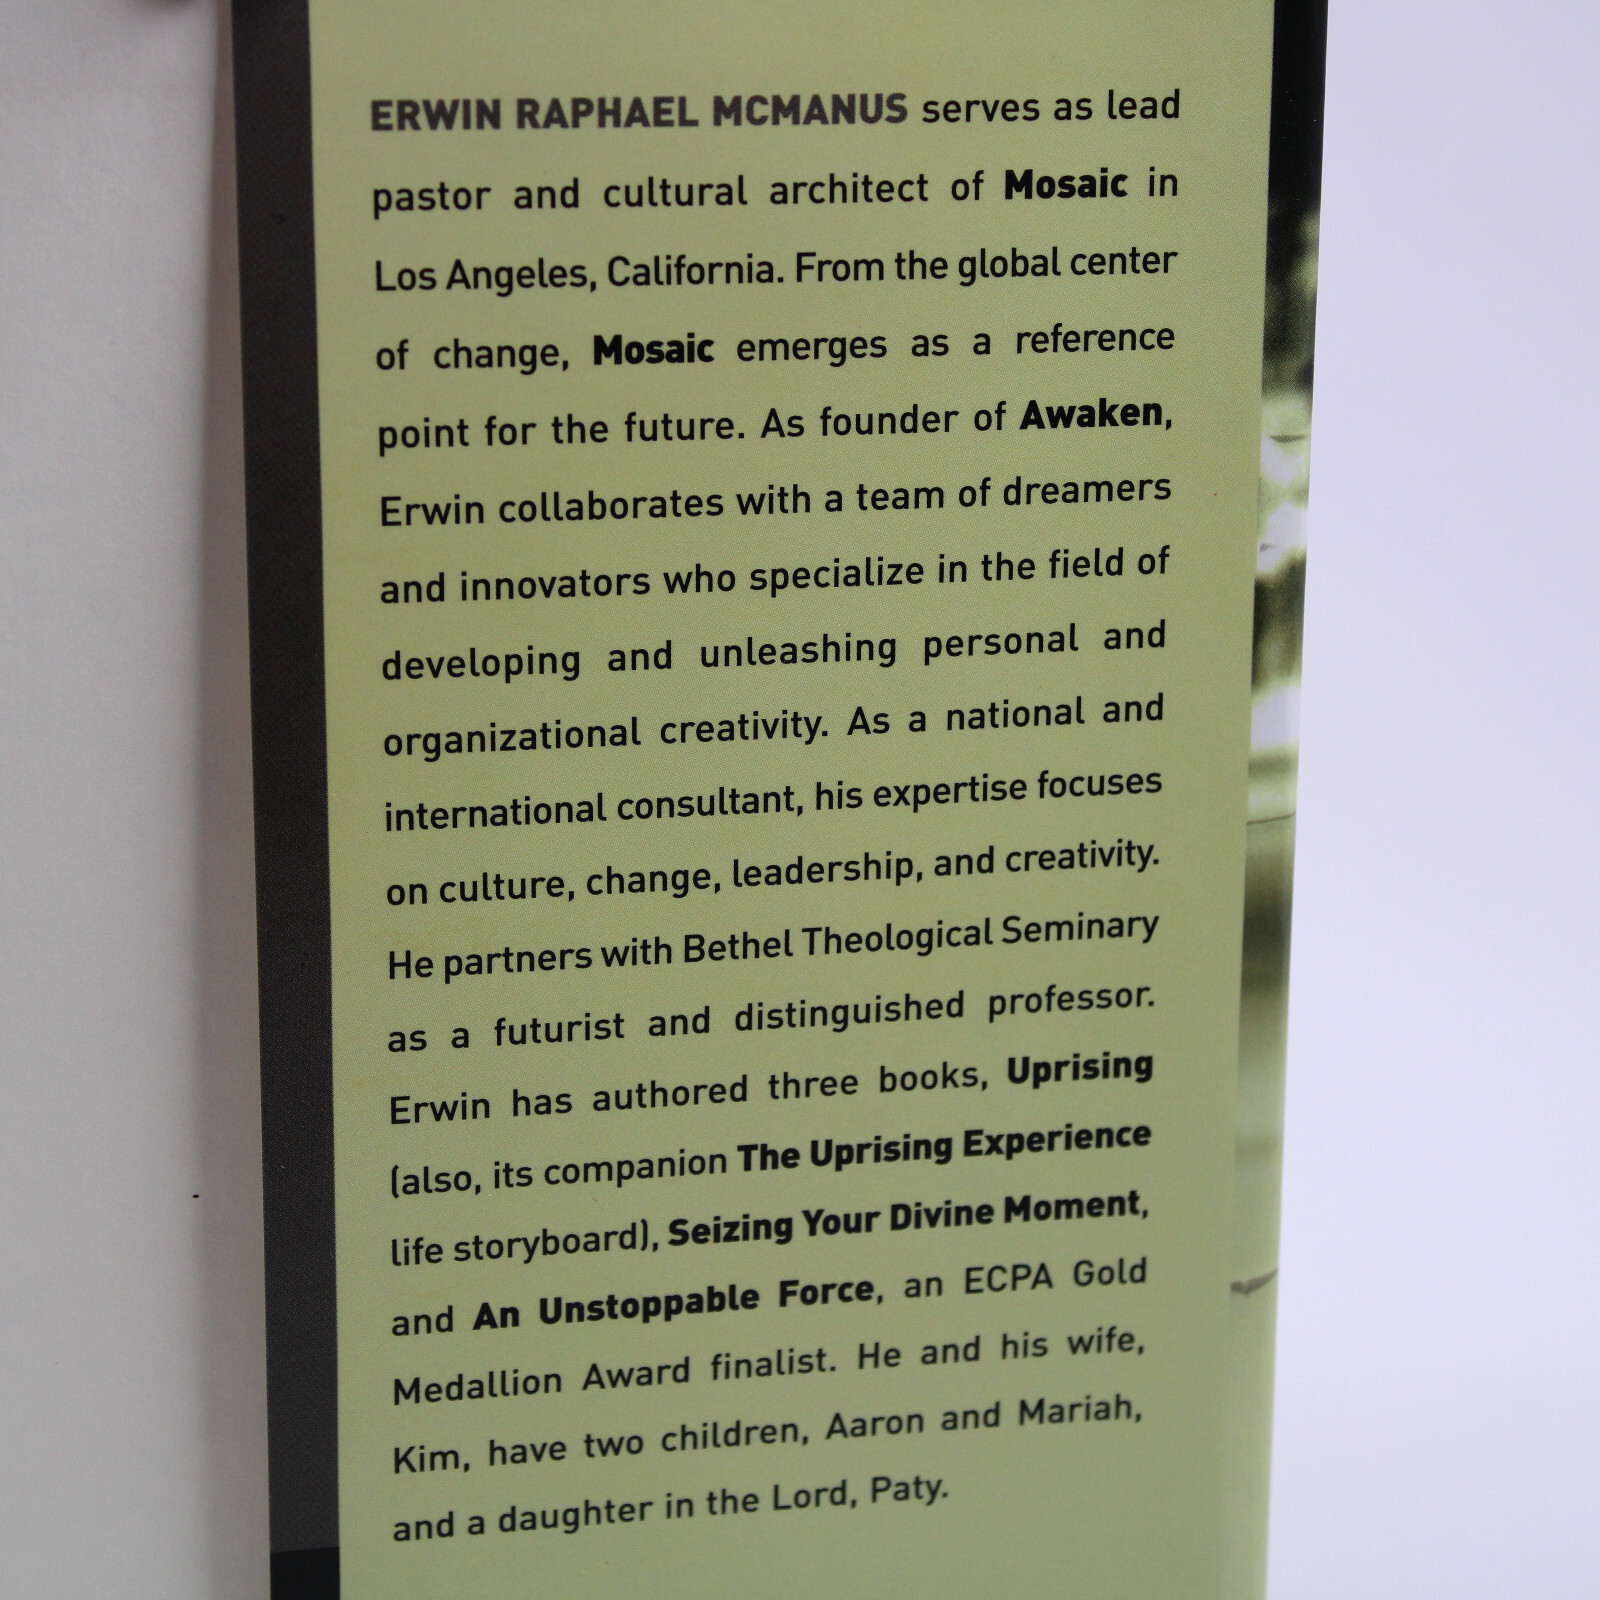 ERWIN RAPHAEL MCMANUS serves as lead
pastor and cultural architect of Mosaic in
Los Angeles, California. From the global center
of change, Mosaic emerges as a reference
point for the future. As founder of Awaken,
Erwin collaborates with a team of dreamers
and innovators who specialize in the field of
developing and unleashing personal and
organizational creativity. As a national and
international consultant, his expertise focuses
on culture, change, leadership, and creativity.
He partners with Bethel Theological Seminary
as a futurist and distinguished professor.
Erwin has authored three books, Uprising
(also, its companion The Uprising Experience
life storyboard), Seizing Your Divine Moment,
and An Unstoppable Force, an ECPA Gold
Medallion Award finalist. He and his wife,
Kim, have two children, Aaron and Mariah,
and a daughter in the Lord, Paty.